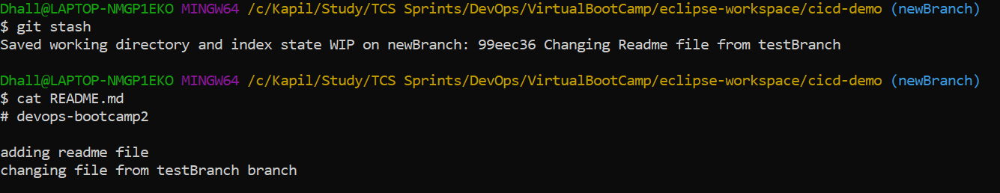 Dhall@LAPTOP-NMGP1EKO MINGW64 /c/Kapil/Study/TCS Sprints/DevOps/VirtualBootCamp/eclipse-workspace/cicd-demo (newBranch)
$ git stash
Saved working directory and index state WIP on newBranch: 99eec36 Changing Readme file from testBranch
Dhall@LAPTOP-NMGP1EKO MINGW64 /c/Kapil/Study/TCS Sprints/DevOps/VirtualBootCamp/eclipse-workspace/cicd-demo (newBranch)
$ cat README.md
# devops-bootcamp2
adding readme file
changing file from testBranch branch